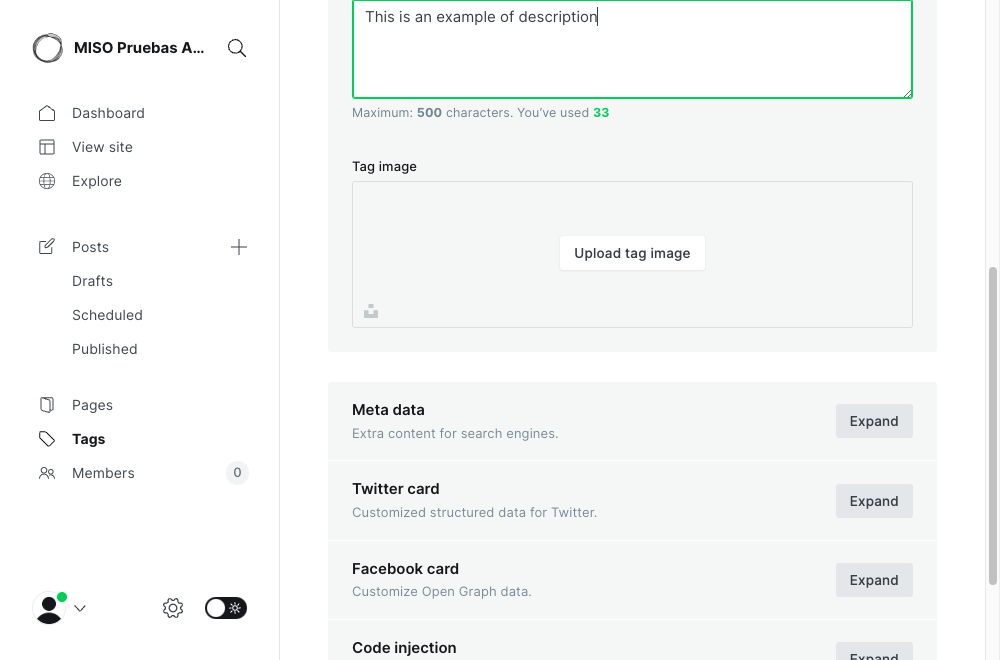 MISO Pruebas A...
Dashboard
View site
Explore
Posts
Drafts
Scheduled
Published
Pages
Tags
Members 0
This is an example of description
Maximum: 500 characters. You’ve used 33
Tag image
Upload tag image
Meta data
Extra content for search engines.
Expand
Twitter card
Customized structured data for Twitter.
Expand
Facebook card
Customize Open Graph data.
Expand
Code injection
Expand